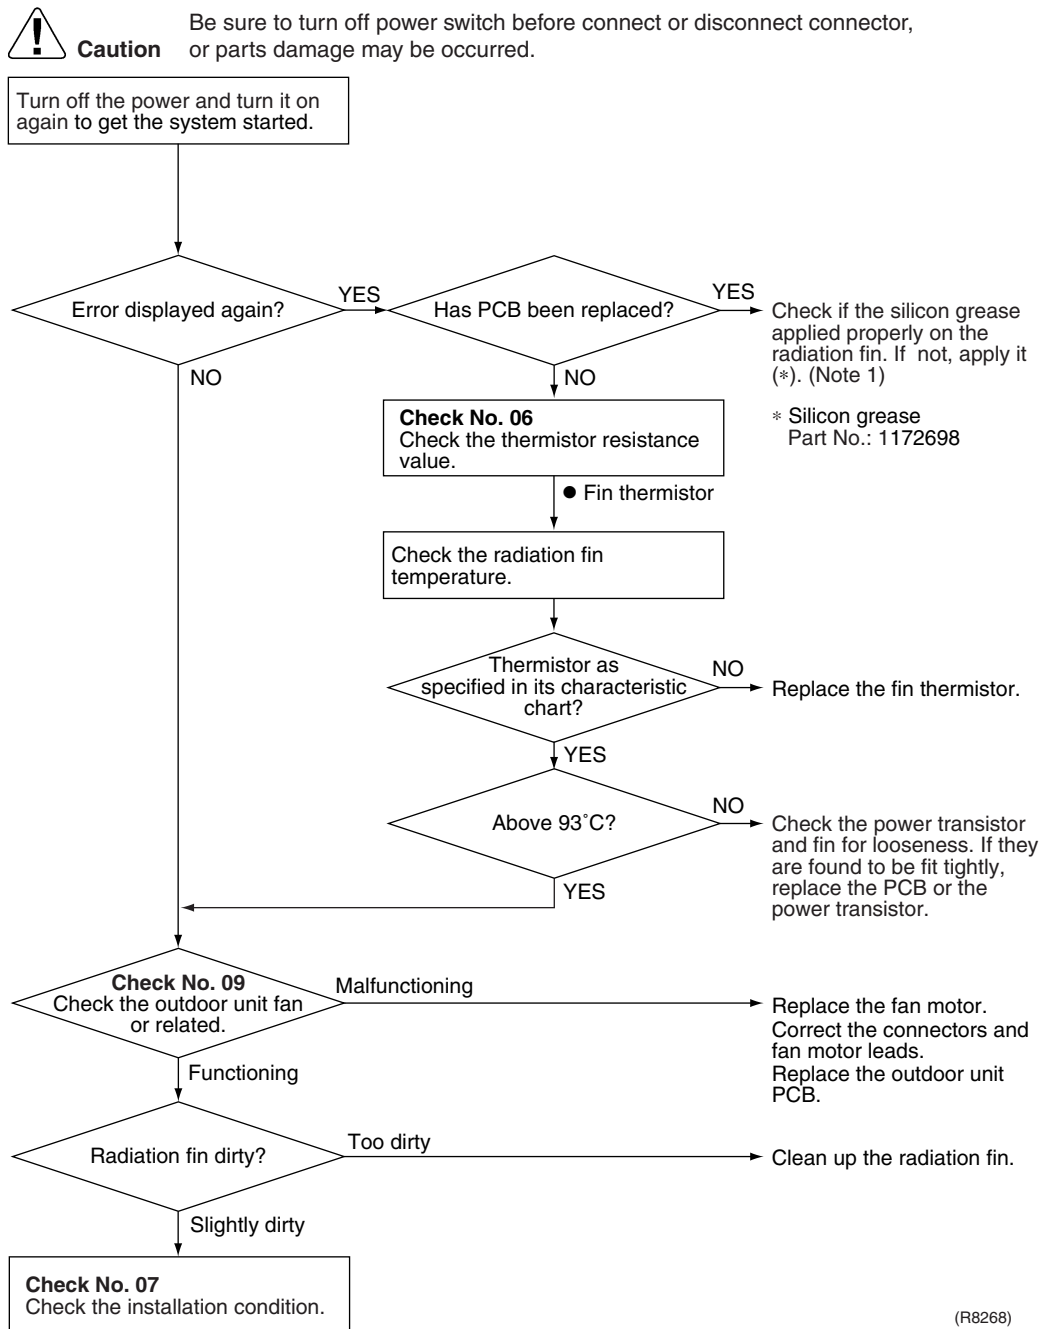 Be sure to turn off power switch before connect or disconnect connector,
Caution or parts damage may be occurred.
Turn off the power and turn it on
again to get the system started.
Error displayed again?
YES
Has PCB been replaced?
YES
Check if the silicon grease
applied properly on the
radiation fin. If not, apply it
(*). (Note 1)
* Silicon grease
Part No.: 1172698
NO
NO
Check No. 06
Check the thermistor resistance
value.
● Fin thermistor
Check the radiation fin
temperature.
Thermistor as
specified in its characteristic
chart?
NO
Replace the fin thermistor.
YES
Above 93˚C?
NO
Check the power transistor
and fin for looseness. If they
are found to be fit tightly,
replace the PCB or the
power transistor.
YES
Check No. 09
Check the outdoor unit fan
or related.
Malfunctioning
Replace the fan motor.
Correct the connectors and
fan motor leads.
Replace the outdoor unit
PCB.
Functioning
Radiation fin dirty?
Too dirty
Clean up the radiation fin.
Slightly dirty
Check No. 07
Check the installation condition.
(R8268)